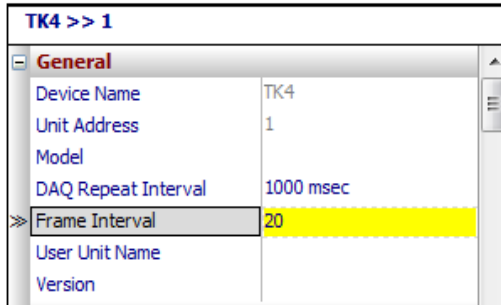 TK4 >> 1
General
Device Name TK4
Unit Address 1
Model
DAQ Repeat Interval 1000 msec
Frame Interval 20
User Unit Name
Version